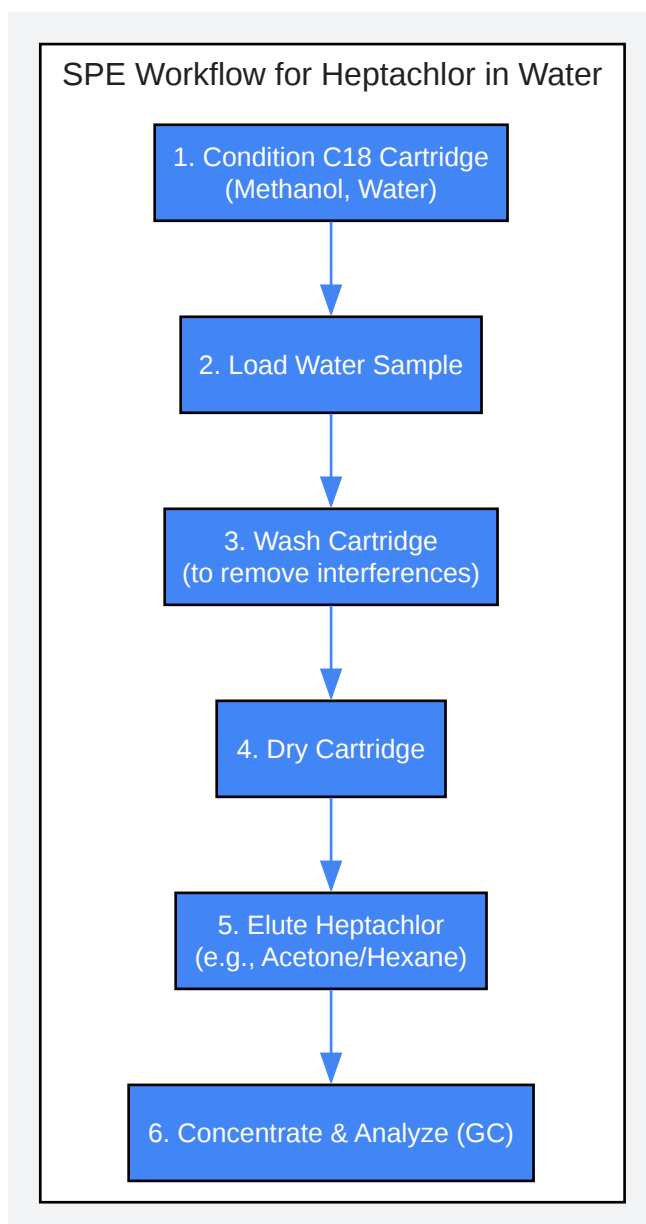 SPE Workflow for Heptachlor in Water
1. Condition C18 Cartridge
(Methanol, Water)
2. Load Water Sample
3. Wash Cartridge
(to remove interferences)
4. Dry Cartridge
5. Elute Heptachlor
(e.g., Acetone/Hexane)
6. Concentrate & Analyze (GC)